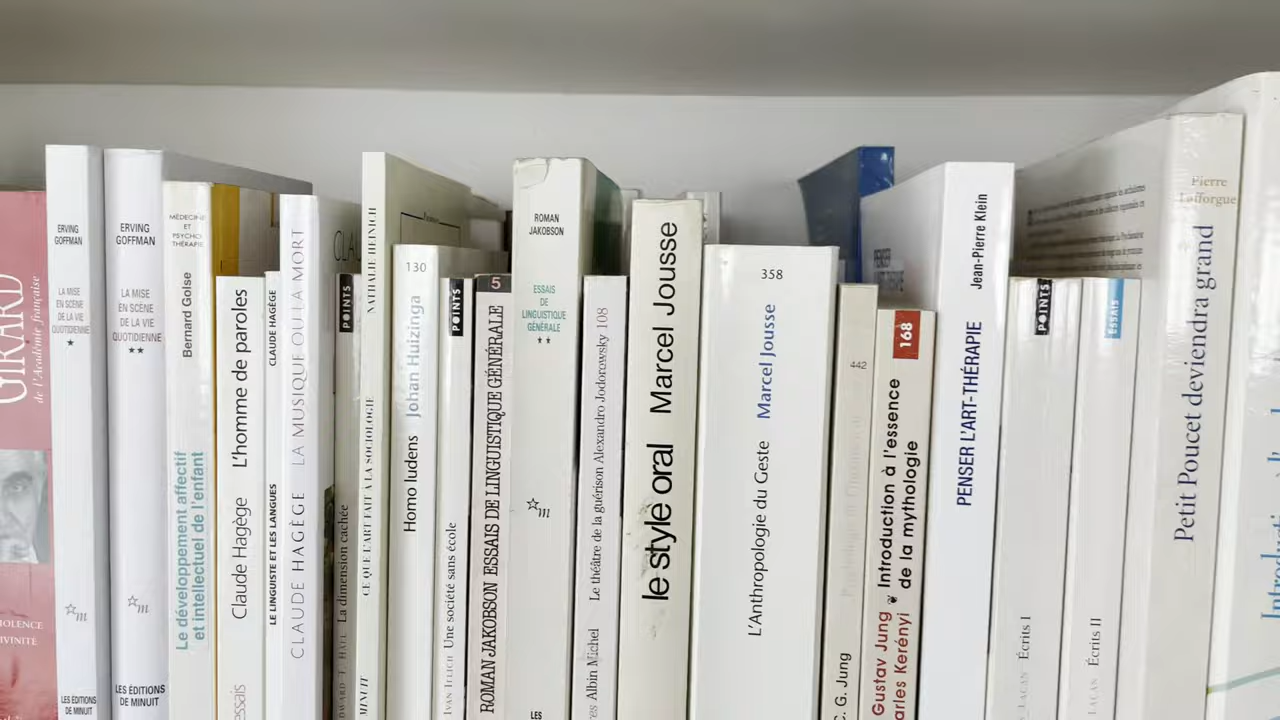 GIRARD
de l'Académie française
ERVING
GOFFMAN
LA MISE
EN SCÈNE
DE LA VIE
QUOTIDIENNE
★
LES ÉDITIONS
DE MINUIT
ERVING
GOFFMAN
LA MISE
EN SCÈNE
DE LA VIE
QUOTIDIENNE
★★
LES ÉDITIONS
DE MINUIT
MÉDECINE
ET
PSYCHO
THÉRAPIE
Bernard Golse
Le développement affectif
et intellectuel de l'enfant
L'homme de paroles
Claude Hagège
essais
CLAUDE HAGÈGE
LE LINGUISTE ET LES LANGUES
CLAUDE HAGÈGE LA MUSIQUE OU LA MORT
POINTS
La dimension cachée
NATHALIE HEINICH
CE QUE L'ART FAIT À LA SOCIOLOGIE
MINUIT
130
Johan Huizinga
Homo ludens
POINTS
IVAN ILLICH Une société sans école
5
ROMAN JAKOBSON ESSAIS DE LINGUISTIQUE GÉNÉRALE
ROMAN
JAKOBSON
ESSAIS
DE
LINGUISTIQUE
GÉNÉRALE
★★
m
LES
Albin Michel Le théâtre de la guérison Alexandro Jodorowsky 108
le style oral Marcel Jousse
358
Marcel Jousse
L'Anthropologie du Geste
442
C. G. Jung
168
Gustav Jung Introduction à l'essence
Kerényi de la mythologie
Jean-Pierre Klein
PENSER L'ART-THÉRAPIE
POINTS
LACAN Écrits I
ESSAIS
LACAN Écrits II
Pierre
Lafforgue
Petit Poucet deviendra grand